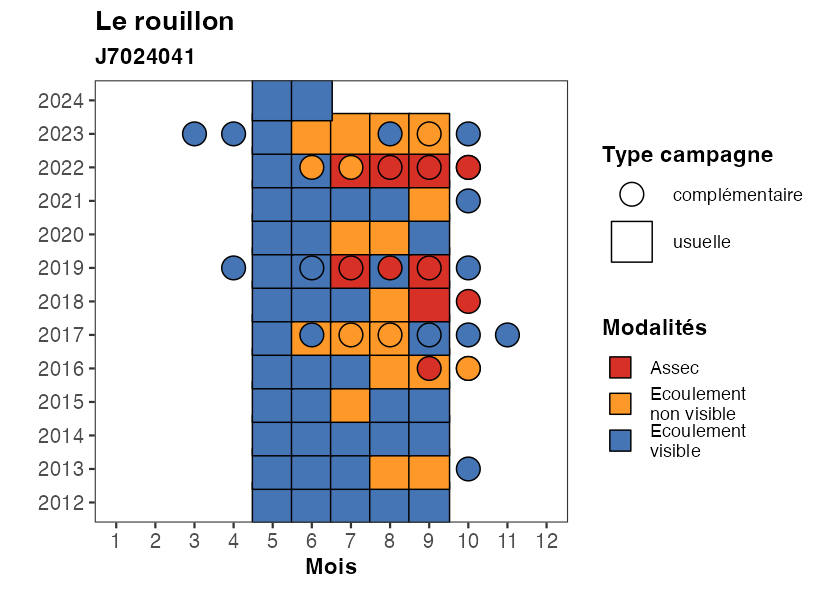 Le rouillon
J7024041
2024
2023
2022
2021
2020
2019
2018
2017
2016
2015
2014
2013
2012
1 2 3 4 5 6 7 8 9 10 11 12
Mois
Type campagne
complémentaire
usuelle
Modalités
Assec
Ecoulement
non visible
Ecoulement
visible